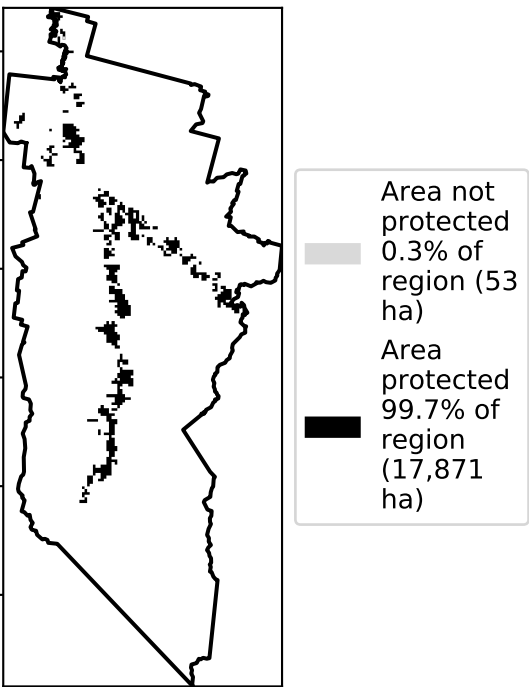 Area not
protected
0.3% of
region (53
ha)
Area
protected
99.7% of
region
(17,871
ha)